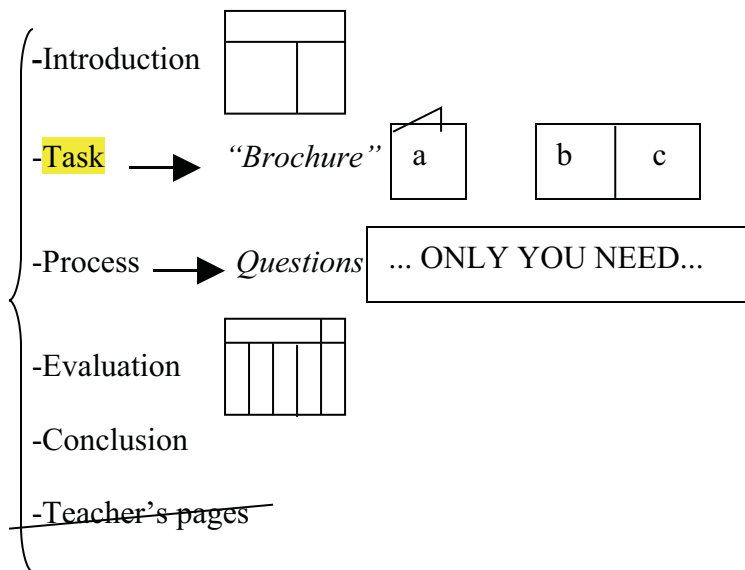 -Introduction
-Task “Brochure” a b c
-Process Questions ... ONLY YOU NEED...
-Evaluation
-Conclusion
-Teacher’s pages